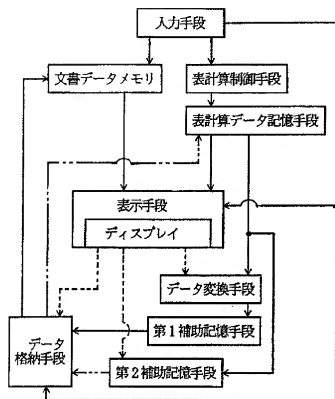 入力手段
文書データメモリ
表計算制御手段
表計算データ記憶手段
表示手段
ディスプレイ
データ変換手段
データ
格納手段
第1補助記憶手段
第2補助記憶手段